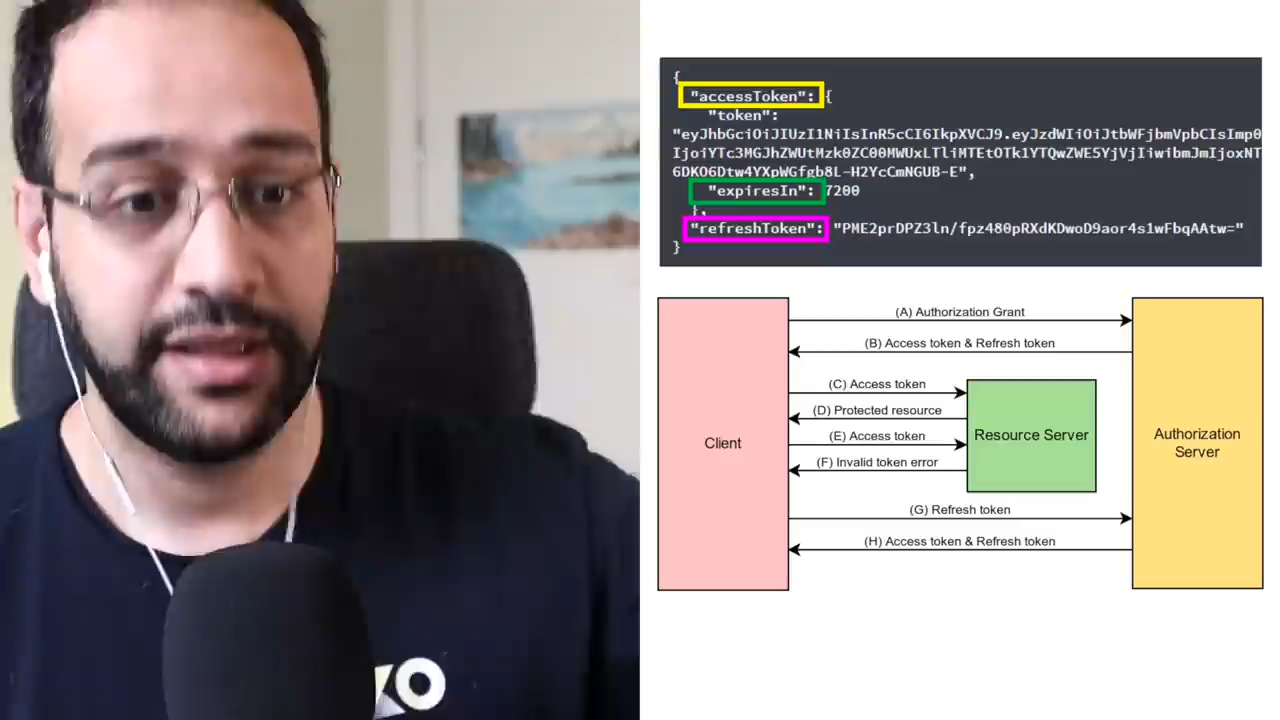 {
"accessToken": {
"token":
"eyJhbGciOiJIUzI1NiIsInR5cCI6IkpXVCJ9.eyJzdWIiOiJtbWFjbmVpbCIsImp0
IjoiYTc3MGJhZWUtMzk0ZC00MWUxLTliMTEtOTk1YTQwZWE5YjVjIiwibmJmIjoxNT
6DKO6Dtw4YXpWGfgb8L-H2YcCmNGUB-E",
"expiresIn": 7200
},
"refreshToken": "PME2prDPZ3ln/fpz480pRXdKDwoD9aor4s1wFbqAAtw="
}
(A) Authorization Grant
(B) Access token & Refresh token
(C) Access token
(D) Protected resource
(E) Access token
(F) Invalid token error
(G) Refresh token
(H) Access token & Refresh token
Client
Resource Server
Authorization
Server